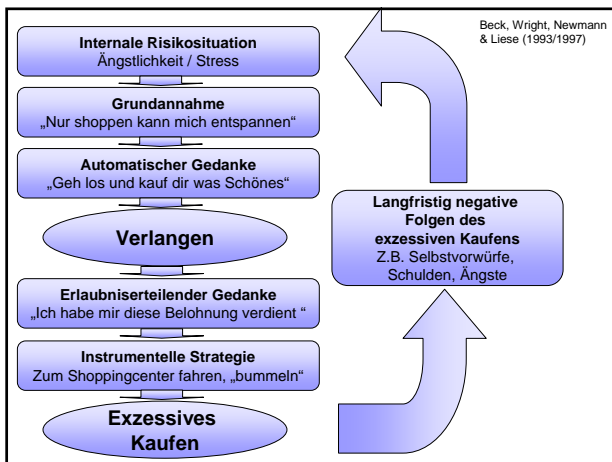 Beck, Wright, Newmann
& Liese (1993/1997)
Internale Risikosituation
Ängstlichkeit / Stress
Grundannahme
„Nur shoppen kann mich entspannen“
Automatischer Gedanke
„Geh los und kauf dir was Schönes“
Verlangen
Erlaubniserteilender Gedanke
„Ich habe mir diese Belohnung verdient “
Instrumentelle Strategie
Zum Shoppingcenter fahren, „bummeln“
Exzessives
Kaufen
Langfristig negative
Folgen des
exzessiven Kaufens
Z.B. Selbstvorwürfe,
Schulden, Ängste